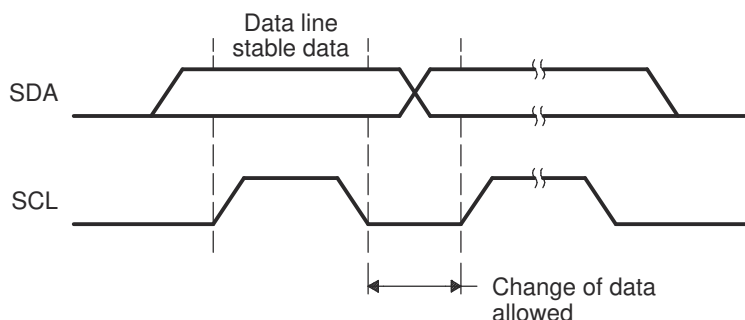 Data line
stable data
SDA
SCL
Change of data
allowed